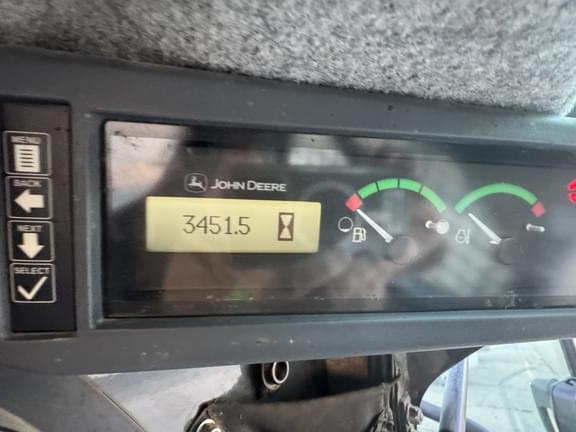 MENU
BACK
NEXT
SELECT
JOHN DEERE
3451.5